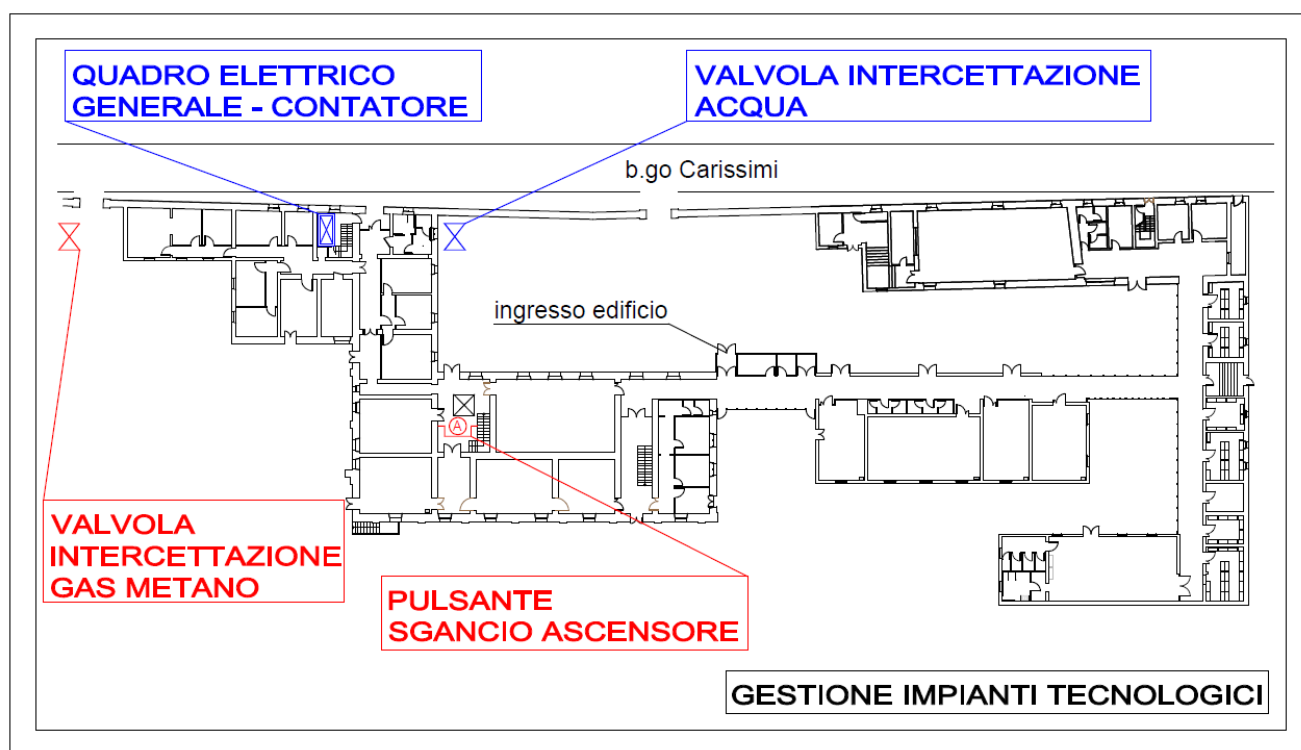 QUADRO ELETTRICO
GENERALE - CONTATORE
VALVOLA INTERCETTAZIONE
ACQUA
b.go Carissimi
ingresso edificio
A
VALVOLA
INTERCETTAZIONE
GAS METANO
PULSANTE
SGANCIO ASCENSORE
GESTIONE IMPIANTI TECNOLOGICI